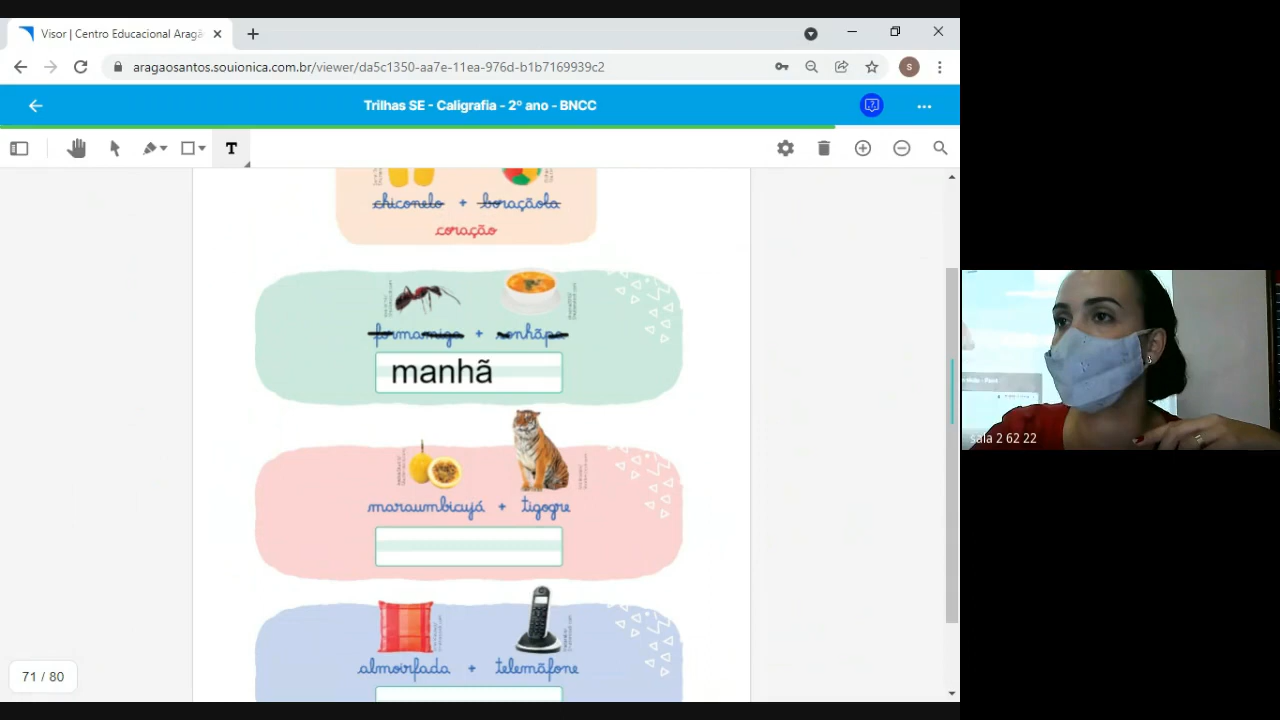 Visor | Centro Educacional Aragã
aragaosantos.souionica.com.br/viewer/da5c1350-aa7e-11ea-976d-b1b7169939c2
s
Trilhas SE - Caligrafia - 2º ano - BNCC
T
chiconelo + boraçãola
coração
formamiga + sonhãpa
manhã
maraumbicujá + tigogre
almoirfada + telemãfone
71 / 80
sala 2 62 22